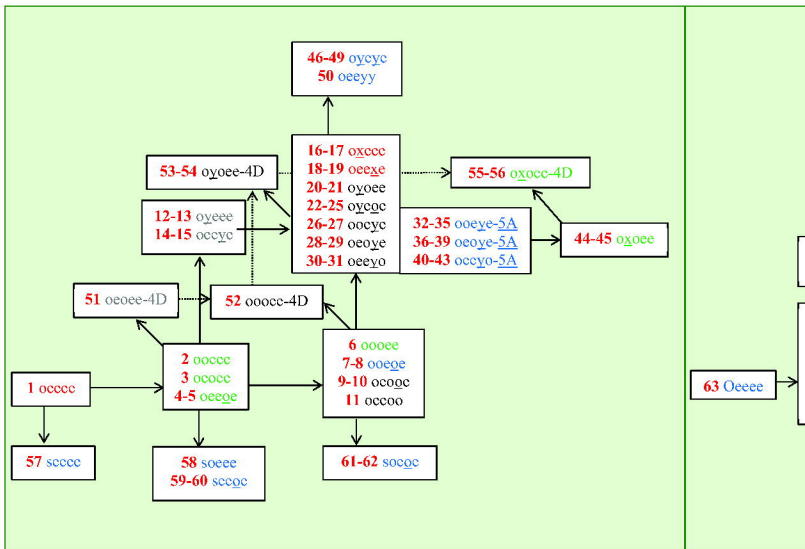 46-49 oycyc
50 oeeyy
16-17 oxccc
18-19 oeexe
20-21 oyoee
22-25 oycoc
26-27 oocyc
28-29 oeoye
30-31 oeeyo
53-54 oyoee-4D
55-56 oxocc-4D
12-13 oyeee
14-15 occyc
32-35 ooeye-5A
36-39 oeoye-5A
40-43 occyo-5A
44-45 oxoee
51 oeoee-4D
52 ooocc-4D
2 ooccc
3 ococc
4-5 oeeoe
6 oooee
7-8 ooeoe
9-10 ocooc
11 occoo
1 occcc
63 Oeeee
57 scccc
58 soeee
59-60 sccoc
61-62 sococ